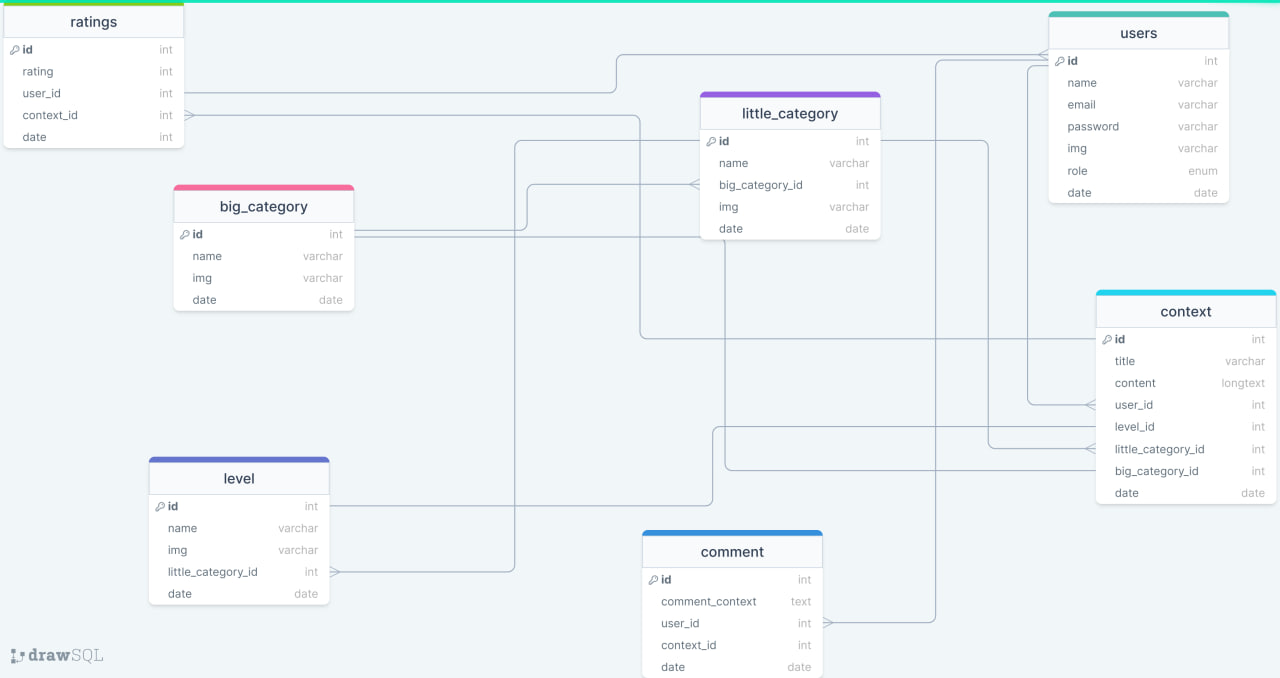 ratings
id int
rating int
user_id int
context_id int
date int
users
id int
name varchar
email varchar
password varchar
img varchar
role enum
date date
little_category
id int
name varchar
big_category_id int
img varchar
date date
big_category
id int
name varchar
img varchar
date date
context
id int
title varchar
content longtext
user_id int
level_id int
little_category_id int
big_category_id int
date date
level
id int
name varchar
img varchar
little_category_id int
date date
comment
id int
comment_context text
user_id int
context_id int
date date
drawSQL